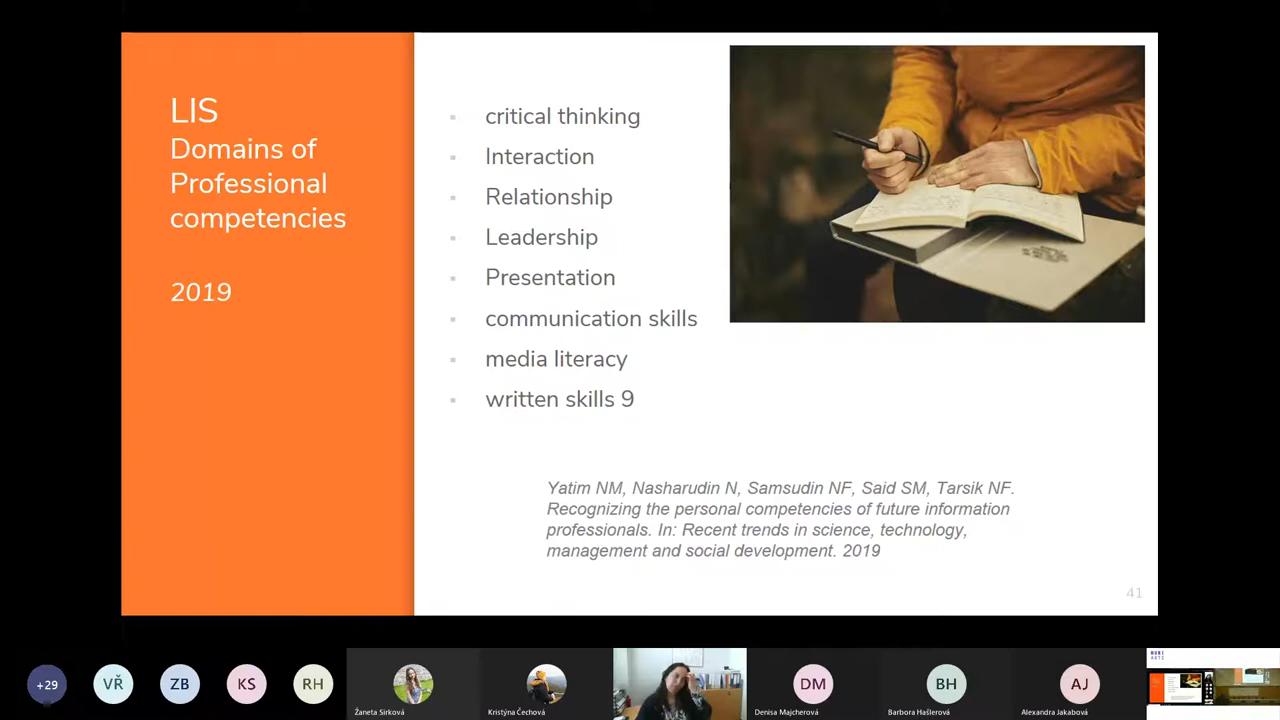 LIS
Domains of
Professional
competencies
2019
critical thinking
Interaction
Relationship
Leadership
Presentation
communication skills
media literacy
written skills 9
Yatim NM, Nasharudin N, Samsudin NF, Said SM, Tarsik NF.
Recognizing the personal competencies of future information
professionals. In: Recent trends in science, technology,
management and social development. 2019
41
+29
VŘ
ZB
KS
RH
Žaneta Sirková
Kristýna Čechová
DM
Denisa Majcherová
BH
Barbora Hašlerová
AJ
Alexandra Jakabová
MUNI
ARTS